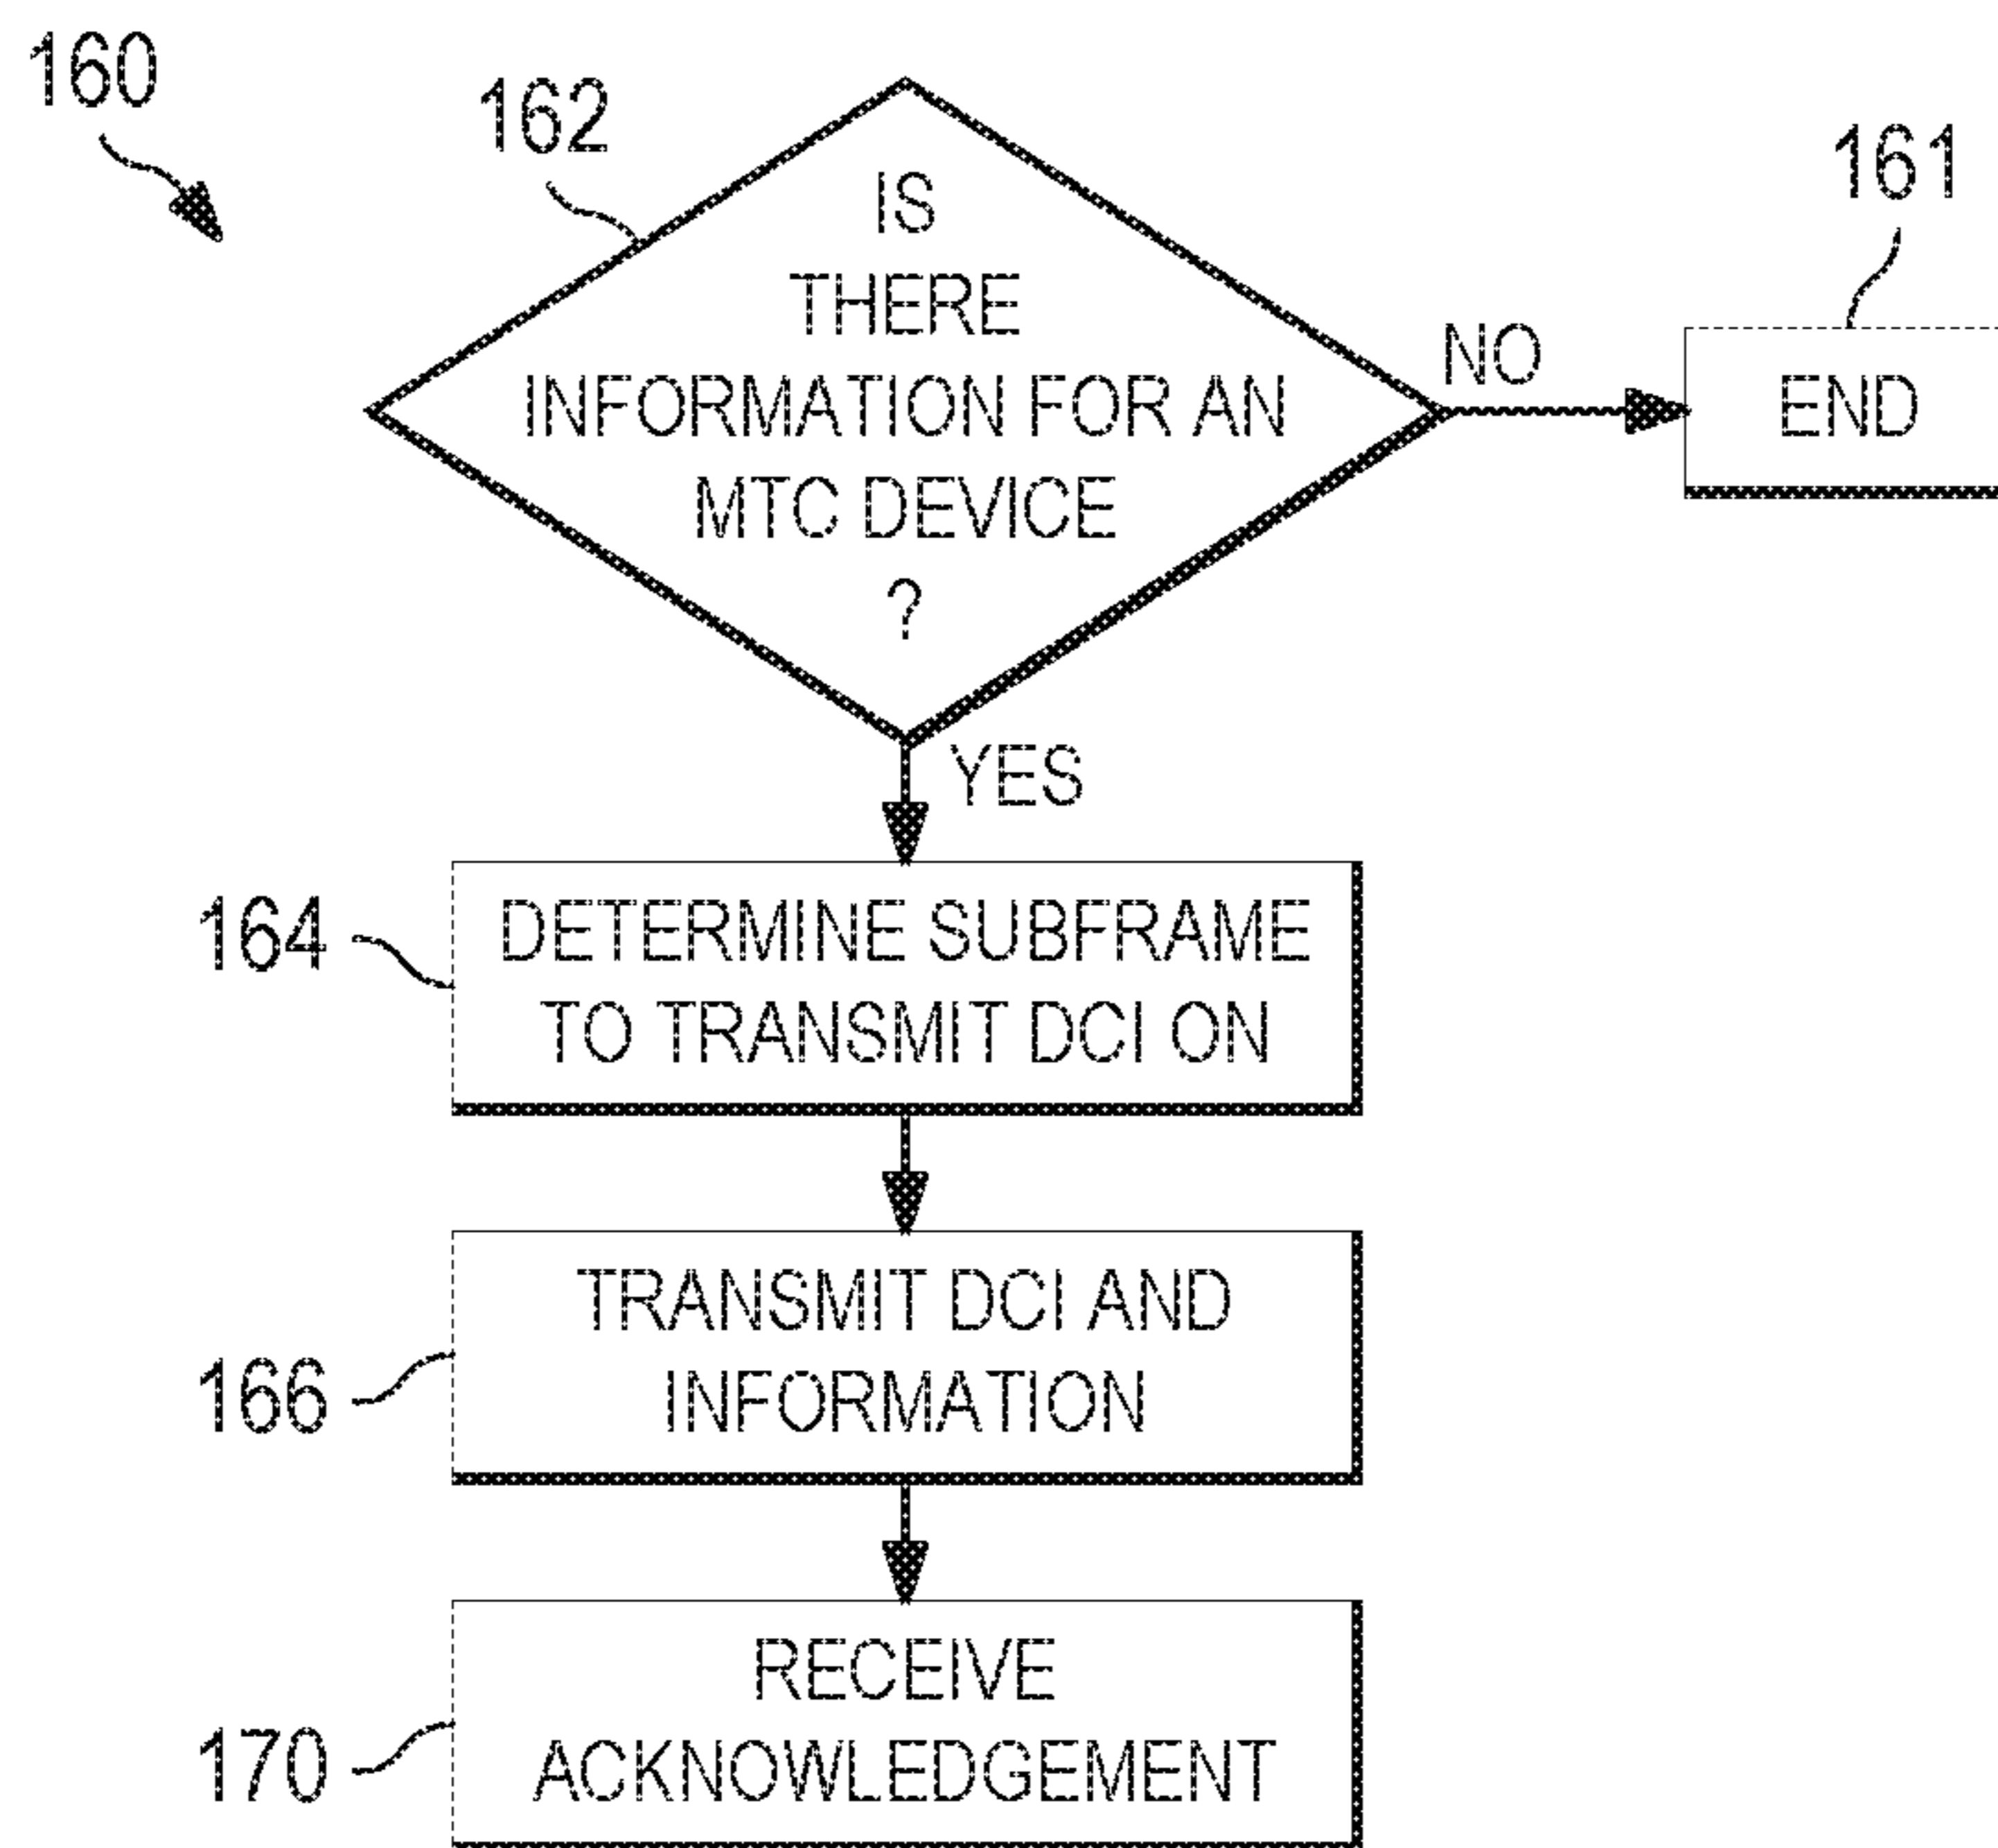 160
162
IS
THERE
INFORMATION FOR AN
MTC DEVICE
?
NO
161
END
YES
164
DETERMINE SUBFRAME
TO TRANSMIT DCI ON
166
TRANSMIT DCI AND
INFORMATION
170
RECEIVE
ACKNOWLEDGEMENT